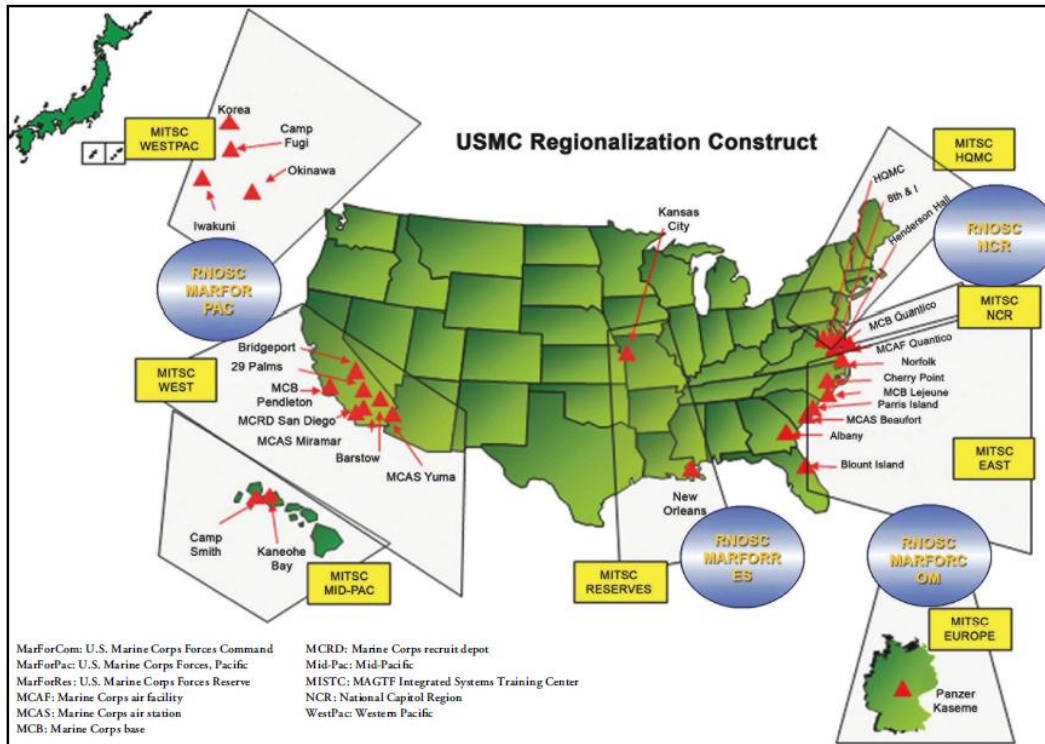 USMC Regionalization Construct
MITSC
WESTPAC
Korea
Camp
Fugi
Okinawa
Iwakuni
RNOSC
MARFOR
PAC
MITSC
WEST
Bridgeport
29 Palms
MCB
Pendleton
MCRD San Diego
MCAS Miramar
Barstow
MCAS Yuma
Camp
Smith
Kaneohe
Bay
MITSC
MID-PAC
Kansas
City
New
Orleans
MITSC
RESERVES
RNOSC
MARFORR
ES
MITSC
HQMC
HQMC
8th & I
Henderson Hall
RNOSC
NCR
MITSC
NCR
MCB Quantico
MCAF Quantico
Norfolk
Cherry Point
MCB Lejeune
Parris Island
MCAS Beaufort
Albany
Blount Island
MITSC
EAST
RNOSC
MARFORC
OM
MITSC
EUROPE
Panzer
Kaseme
MarForCom: U.S. Marine Corps Forces Command
MarForPac: U.S. Marine Corps Forces, Pacific
MarForRes: U.S. Marine Corps Forces Reserve
MCAF: Marine Corps air facility
MCAS: Marine Corps air station
MCB: Marine Corps base
MCRD: Marine Corps recruit depot
Mid-Pac: Mid-Pacific
MISTC: MAGTF Integrated Systems Training Center
NCR: National Capitol Region
WestPac: Western Pacific